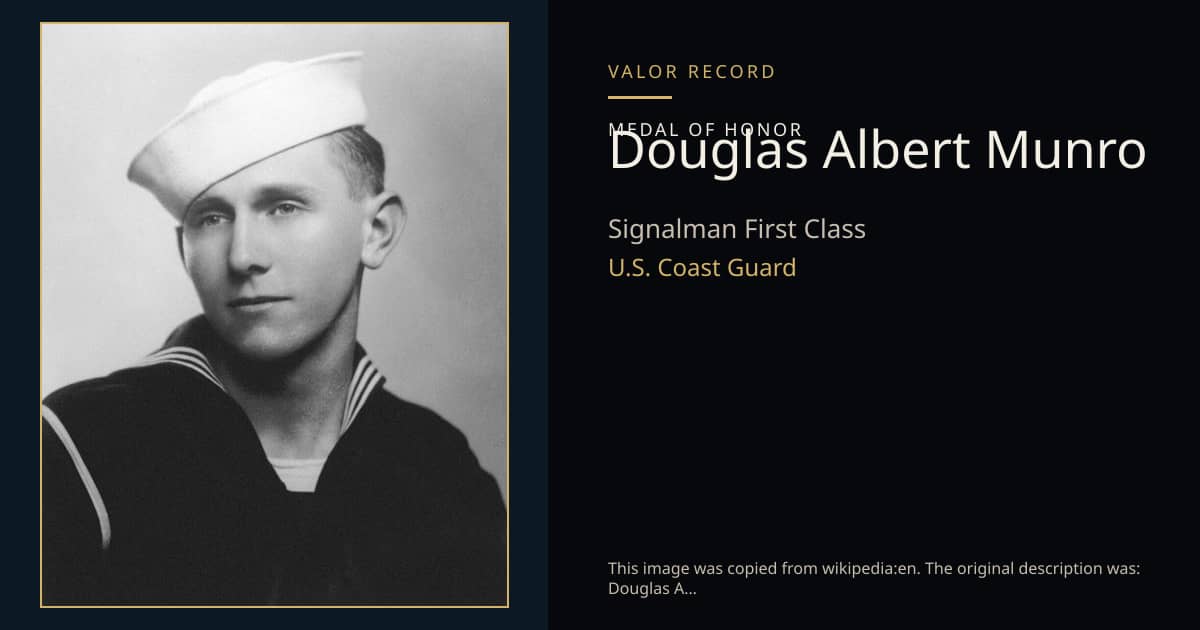 VALOR RECORD
MEDAL OF HONOR
Douglas Albert Munro
Signalman First Class
U.S. Coast Guard
This image was copied from wikipedia:en. The original description was:
Douglas A...